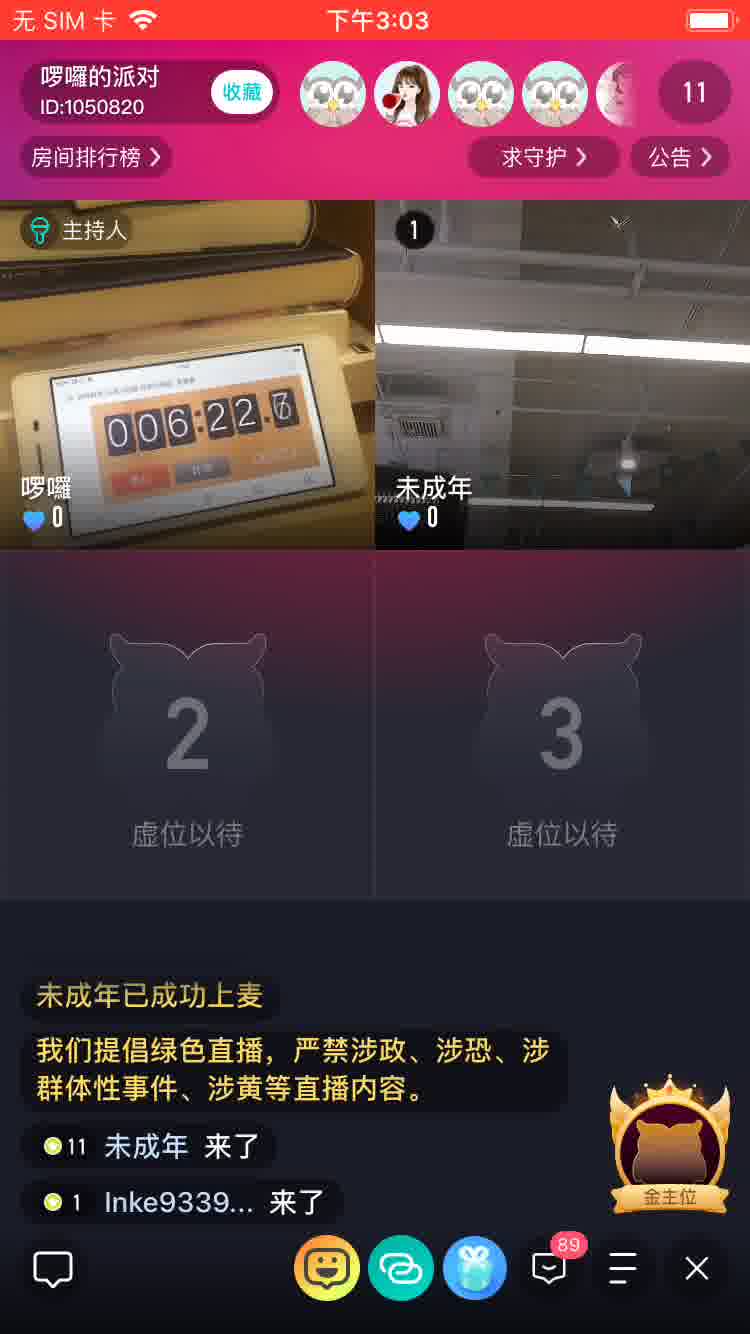 无 SIM 卡
下午3:03
啰囉的派对
ID:1050820
收藏
11
房间排行榜
求守护
公告
主持人
1
006:22.
啰囉
0
未成年
0
2
虚位以待
3
虚位以待
未成年已成功上麦
我们提倡绿色直播，严禁涉政、涉恐、涉
群体性事件、涉黄等直播内容。
11 未成年 来了
1 Inke9339... 来了
金主位
89